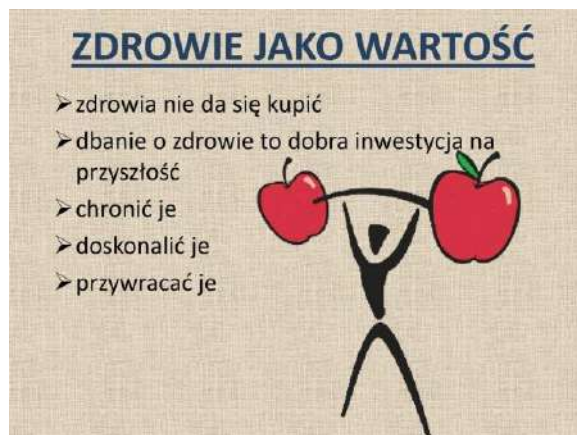 ZDROWIE JAKO WARTOŚĆ
➢zdrowia nie da się kupić
➢dbanie o zdrowie to dobra inwestycja na
przyszłość
➢chronić je
➢doskonalić je
➢przywracać je